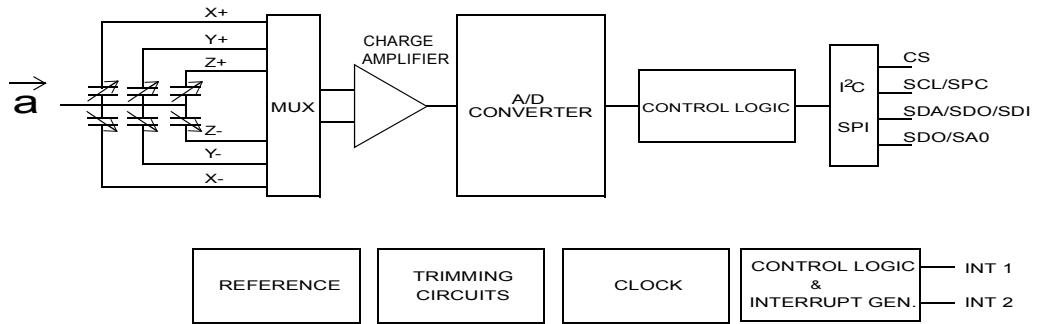 X+
Y+
Z+
a
Z-
Y-
X-
MUX
CHARGE
AMPLIFIER
A/D
CONVERTER
CONTROL LOGIC
I²C
SPI
CS
SCL/SPC
SDA/SDO/SDI
SDO/SA0
REFERENCE
TRIMMING
CIRCUITS
CLOCK
CONTROL LOGIC
&
INTERRUPT GEN.
INT 1
INT 2